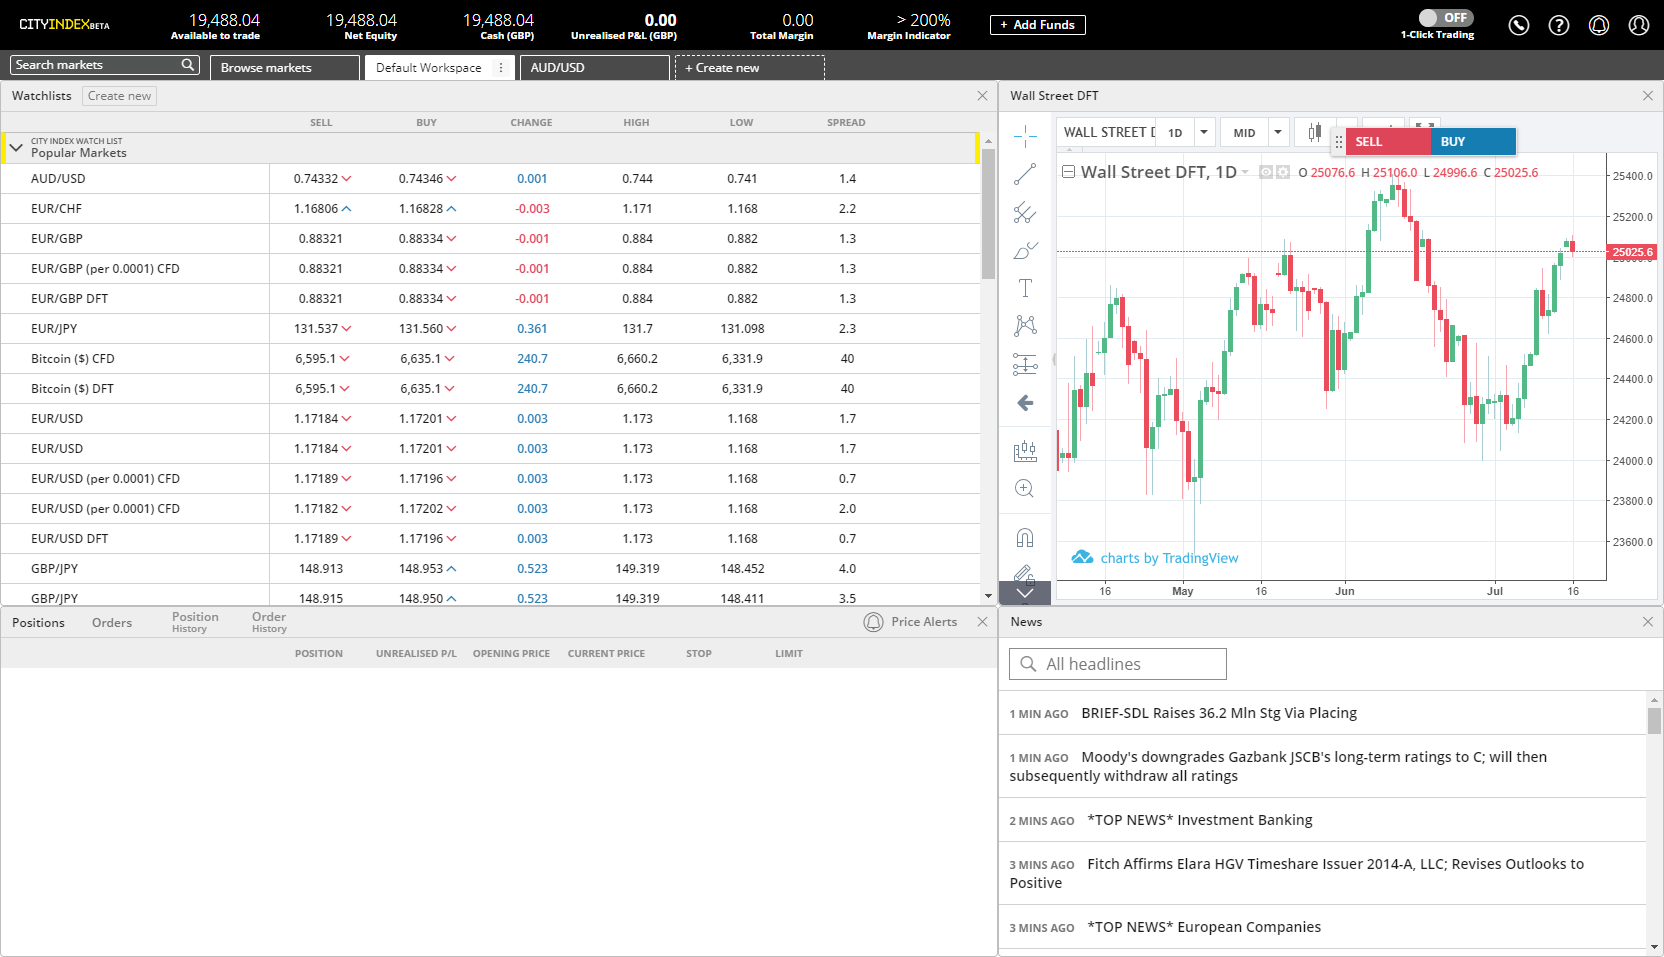 CITYINDEXBETA
19,488.04
Available to trade
19,488.04
Net Equity
19,488.04
Cash (GBP)
0.00
Unrealised P&L (GBP)
0.00
Total Margin
> 200%
Margin Indicator
+ Add Funds
OFF
1-Click Trading
Search markets
Browse markets
Default Workspace
AUD/USD
+ Create new
Watchlists Create new
SELL BUY CHANGE HIGH LOW SPREAD
CITY INDEX WATCH LIST
Popular Markets
AUD/USD 0.74332 0.74346 0.001 0.744 0.741 1.4
EUR/CHF 1.16806 1.16828 -0.003 1.171 1.168 2.2
EUR/GBP 0.88321 0.88334 -0.001 0.884 0.882 1.3
EUR/GBP (per 0.0001) CFD 0.88321 0.88334 -0.001 0.884 0.882 1.3
EUR/GBP DFT 0.88321 0.88334 -0.001 0.884 0.882 1.3
EUR/JPY 131.537 131.560 0.361 131.7 131.098 2.3
Bitcoin ($) CFD 6,595.1 6,635.1 240.7 6,660.2 6,331.9 40
Bitcoin ($) DFT 6,595.1 6,635.1 240.7 6,660.2 6,331.9 40
EUR/USD 1.17184 1.17201 0.003 1.173 1.168 1.7
EUR/USD 1.17184 1.17201 0.003 1.173 1.168 1.7
EUR/USD (per 0.0001) CFD 1.17189 1.17196 0.003 1.173 1.168 0.7
EUR/USD (per 0.0001) CFD 1.17182 1.17202 0.003 1.173 1.168 2.0
EUR/USD DFT 1.17189 1.17196 0.003 1.173 1.168 0.7
GBP/JPY 148.913 148.953 0.523 149.319 148.452 4.0
GBP/JPY 148.915 148.950 0.523 149.319 148.411 3.5
Wall Street DFT
WALL STREET 1D MID
SELL BUY
Wall Street DFT, 1D O 25076.6 H 25106.0 L 24996.6 C 25025.6
25400.0
25200.0
25025.6
24800.0
24600.0
24400.0
24200.0
24000.0
23800.0
23600.0
charts by TradingView
16 May 16 Jun Jul 16
Positions Orders
Position
History
Order
History
Price Alerts
POSITION UNREALISED P/L OPENING PRICE CURRENT PRICE STOP LIMIT
News
All headlines
1 MIN AGO BRIEF-SDL Raises 36.2 Mln Stg Via Placing
1 MIN AGO Moody's downgrades Gazbank JSCB's long-term ratings to C; will then
subsequently withdraw all ratings
2 MINS AGO *TOP NEWS* Investment Banking
3 MINS AGO Fitch Affirms Elara HGV Timeshare Issuer 2014-A, LLC; Revises Outlooks to
Positive
3 MINS AGO *TOP NEWS* European Companies